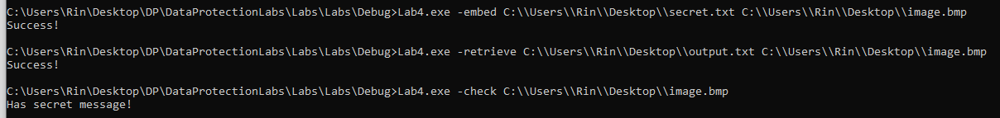 C:\Users\Rin\Desktop\DP\DataProtectionLabs\Labs\Labs\Debug>Lab4.exe -embed C:\\Users\\Rin\\Desktop\\secret.txt C:\\Users\\Rin\\Desktop\\image.bmp
Success!
C:\Users\Rin\Desktop\DP\DataProtectionLabs\Labs\Labs\Debug>Lab4.exe -retrieve C:\\Users\\Rin\\Desktop\\output.txt C:\\Users\\Rin\\Desktop\\image.bmp
Success!
C:\Users\Rin\Desktop\DP\DataProtectionLabs\Labs\Labs\Debug>Lab4.exe -check C:\\Users\\Rin\\Desktop\\image.bmp
Has secret message!